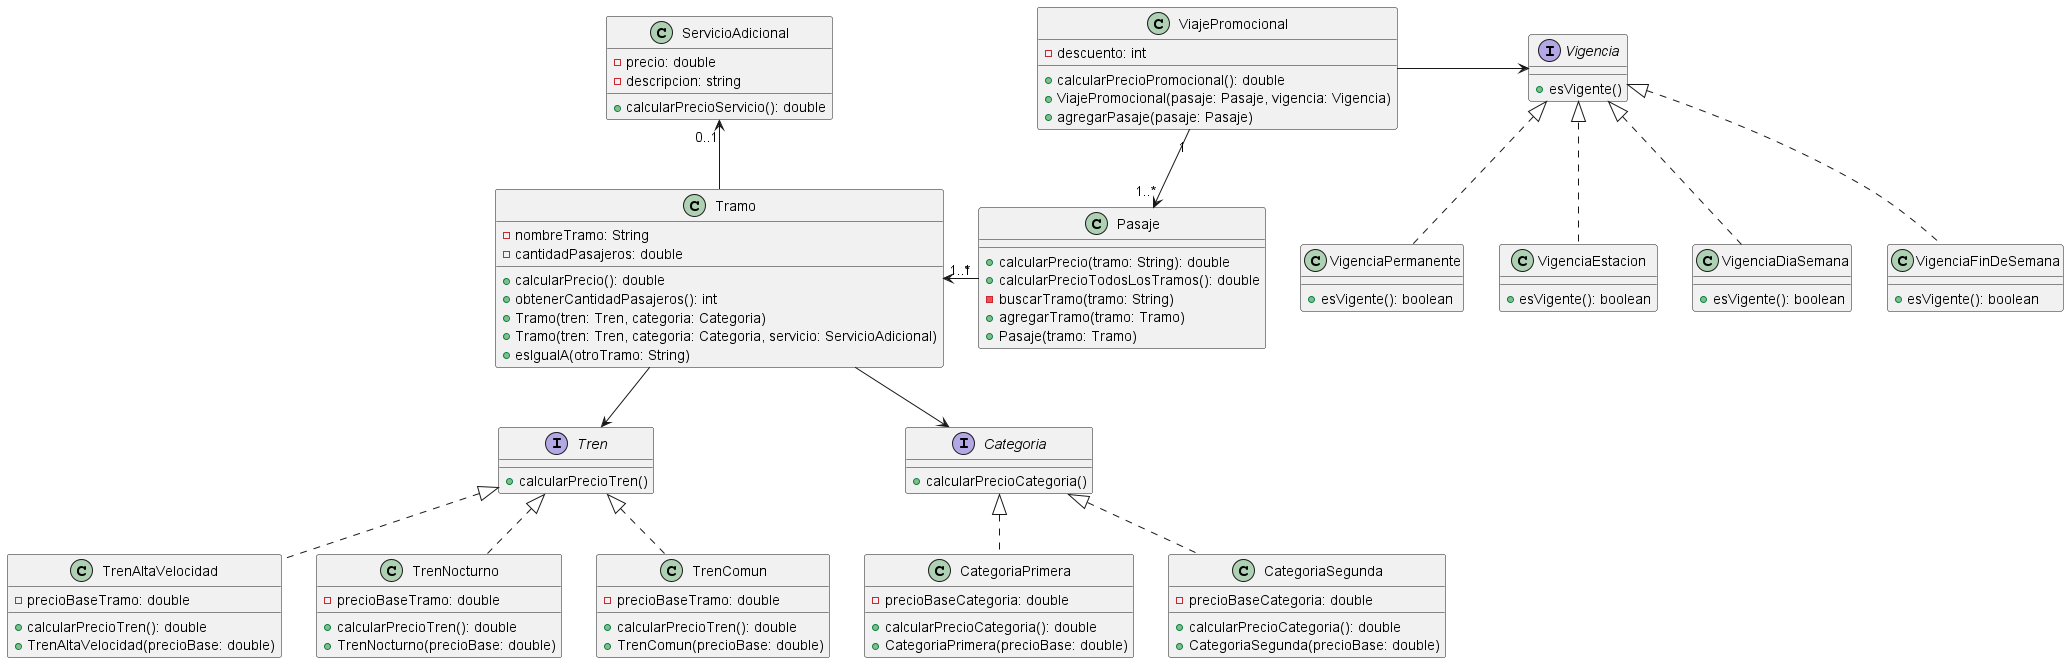 C ServicioAdicional
precio: double
descripcion: string
calcularPrecioServicio(): double
C ViajePromocional
descuento: int
calcularPrecioPromocional(): double
ViajePromocional(pasaje: Pasaje, vigencia: Vigencia)
agregarPasaje(pasaje: Pasaje)
I Vigencia
esVigente()
0..1
1
1..*
C Tramo
nombreTramo: String
cantidadPasajeros: double
calcularPrecio(): double
obtenerCantidadPasajeros(): int
Tramo(tren: Tren, categoria: Categoria)
Tramo(tren: Tren, categoria: Categoria, servicio: ServicioAdicional)
esIgualA(otroTramo: String)
1..*
1
C Pasaje
calcularPrecio(tramo: String): double
calcularPrecioTodosLosTramos(): double
buscarTramo(tramo: String)
agregarTramo(tramo: Tramo)
Pasaje(tramo: Tramo)
C VigenciaPermanente
esVigente(): boolean
C VigenciaEstacion
esVigente(): boolean
C VigenciaDiaSemana
esVigente(): boolean
C VigenciaFinDeSemana
esVigente(): boolean
I Tren
calcularPrecioTren()
I Categoria
calcularPrecioCategoria()
C TrenAltaVelocidad
precioBaseTramo: double
calcularPrecioTren(): double
TrenAltaVelocidad(precioBase: double)
C TrenNocturno
precioBaseTramo: double
calcularPrecioTren(): double
TrenNocturno(precioBase: double)
C TrenComun
precioBaseTramo: double
calcularPrecioTren(): double
TrenComun(precioBase: double)
C CategoriaPrimera
precioBaseCategoria: double
calcularPrecioCategoria(): double
CategoriaPrimera(precioBase: double)
C CategoriaSegunda
precioBaseCategoria: double
calcularPrecioCategoria(): double
CategoriaSegunda(precioBase: double)